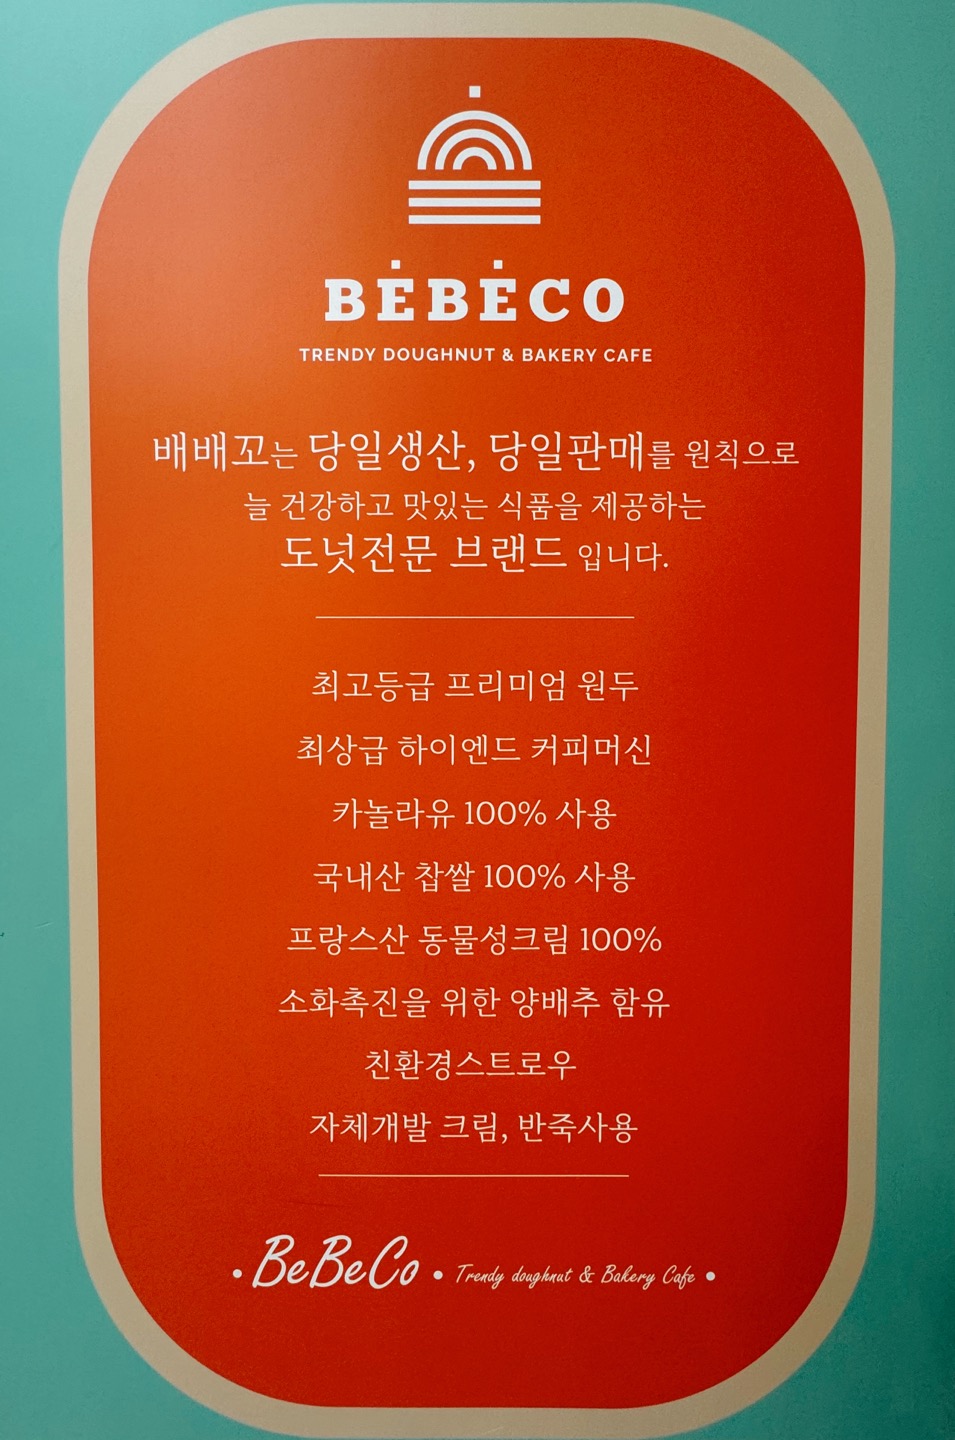 BĖBĖCO
TRENDY DOUGHNUT & BAKERY CAFE
배배꼬는 당일생산, 당일판매를 원칙으로
늘 건강하고 맛있는 식품을 제공하는
도넛전문 브랜드 입니다.
최고등급 프리미엄 원두
최상급 하이엔드 커피머신
카놀라유 100% 사용
국내산 찹쌀 100% 사용
프랑스산 동물성크림 100%
소화촉진을 위한 양배추 함유
친환경스트로우
자체개발 크림, 반죽사용
• BeBeCo • Trendy doughnut & Bakery Cafe •